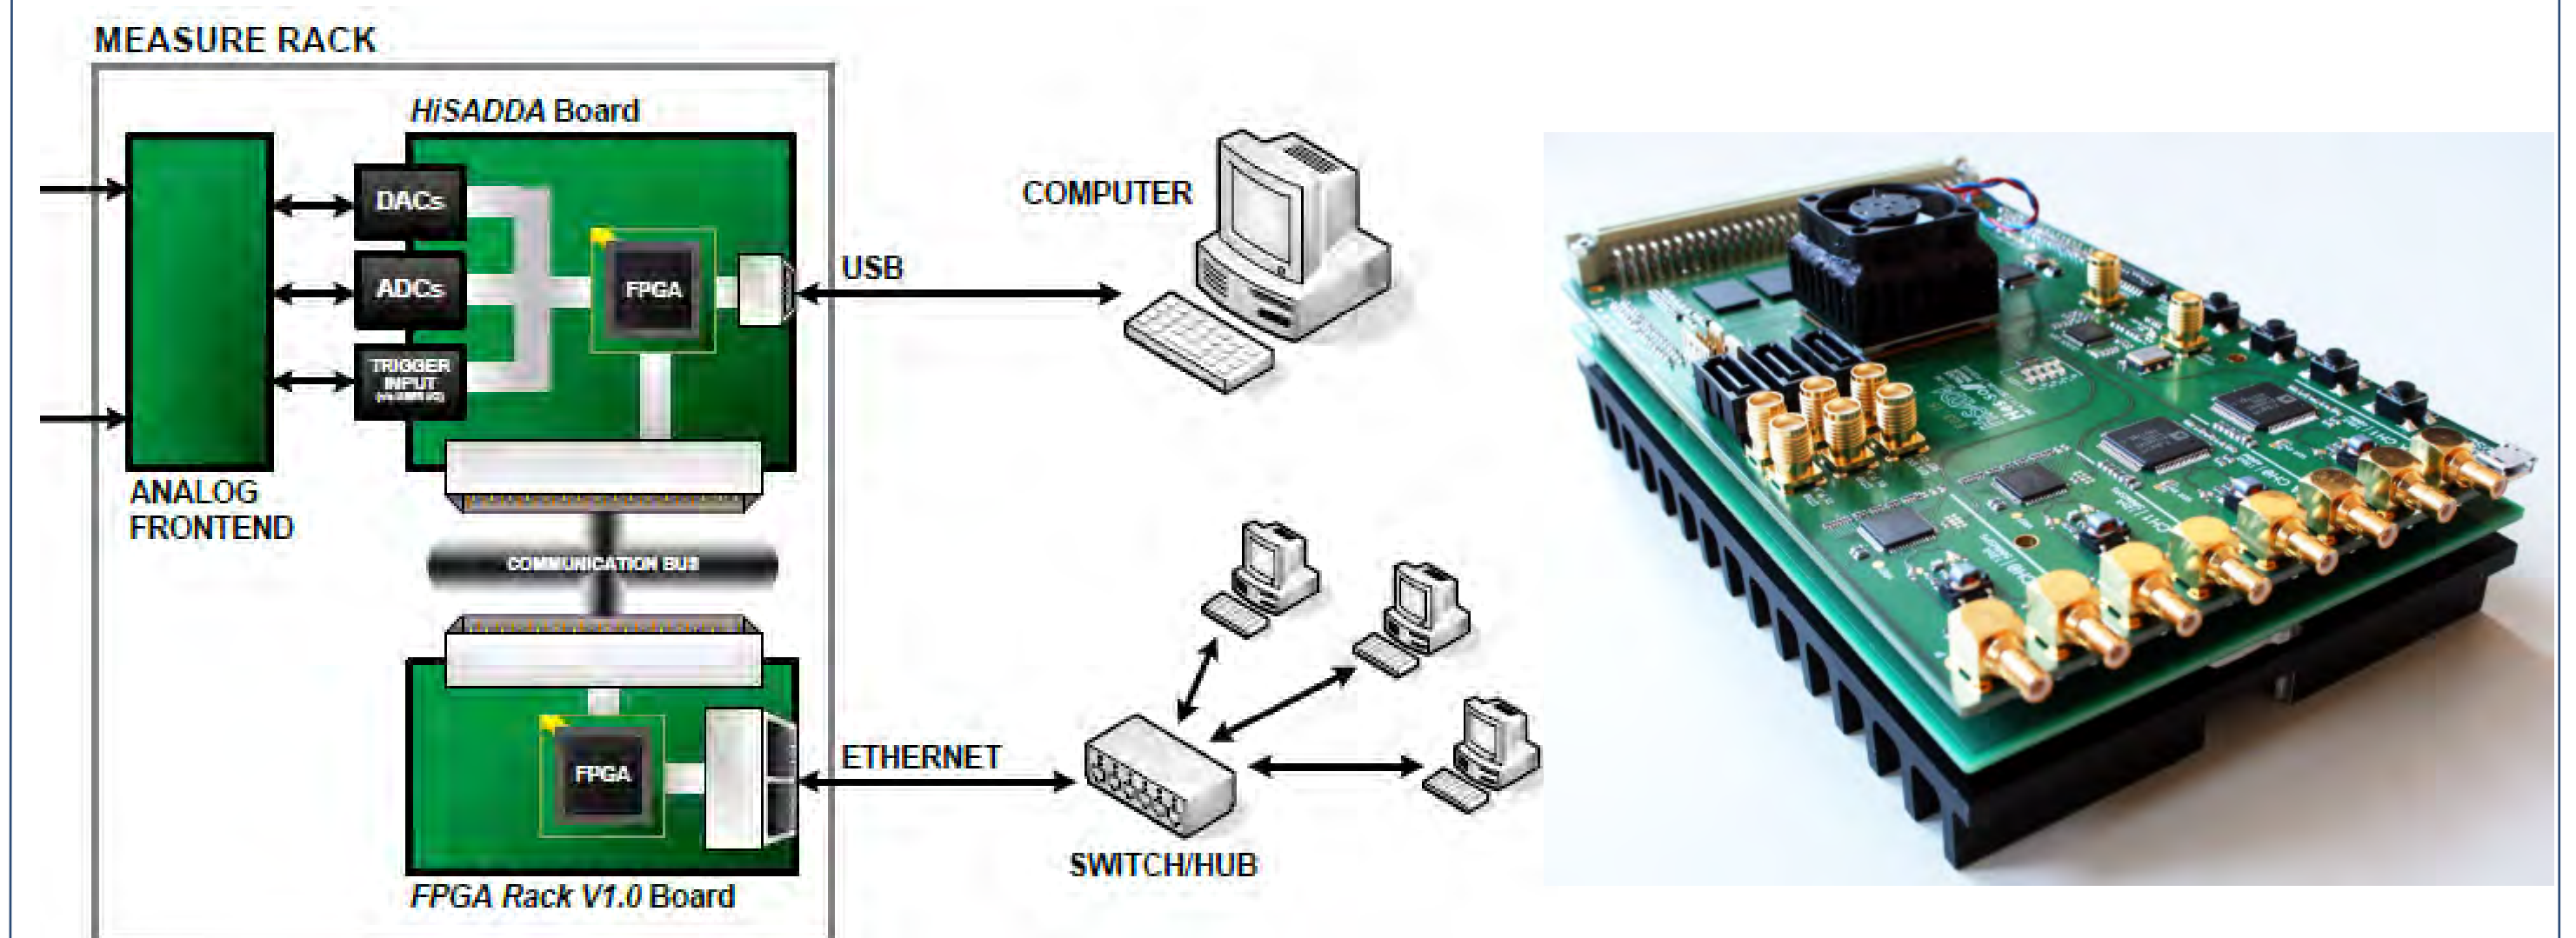 MEASURE RACK
HiSADDA Board
DACs
ADCs
TRIGGER
INPUT
FPGA
USB
COMPUTER
ANALOG
FRONTEND
COMMUNICATION BUS
FPGA
ETHERNET
SWITCH/HUB
FPGA Rack V1.0 Board